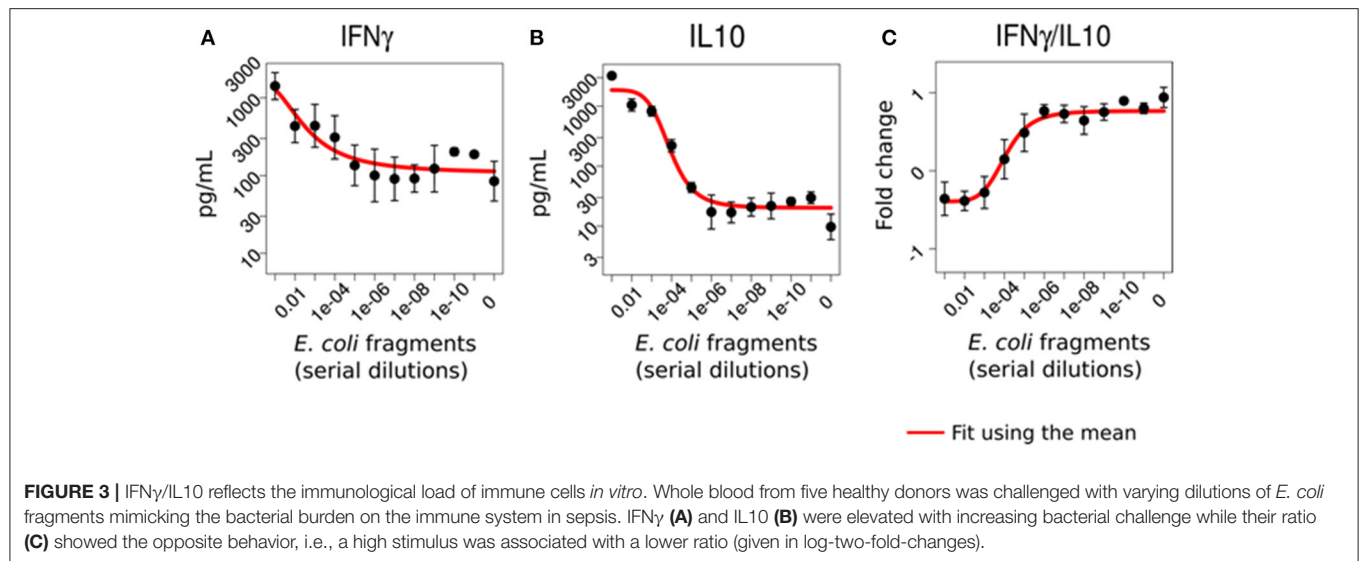 A IFNγ
3000
1000
300
100
30
10
pg/mL
0.01 1e-04 1e-06 1e-08 1e-10 0
E. coli fragments
(serial dilutions)
B IL10
3000
1000
300
100
30
10
3
pg/mL
0.01 1e-04 1e-06 1e-08 1e-10 0
E. coli fragments
(serial dilutions)
C IFNγ/IL10
1
0
-1
Fold change
0.01 1e-04 1e-06 1e-08 1e-10 0
E. coli fragments
(serial dilutions)
Fit using the mean
FIGURE 3 | IFNγ/IL10 reflects the immunological load of immune cells in vitro. Whole blood from five healthy donors was challenged with varying dilutions of E. coli
fragments mimicking the bacterial burden on the immune system in sepsis. IFNγ (A) and IL10 (B) were elevated with increasing bacterial challenge while their ratio
(C) showed the opposite behavior, i.e., a high stimulus was associated with a lower ratio (given in log-two-fold-changes).